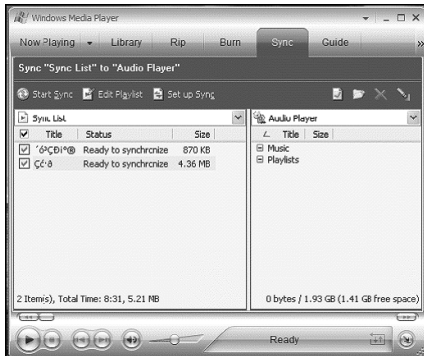 Windows Media Player
Now Playing Library Rip Burn Sync Guide »
Sync "Sync List" to "Audio Player"
Start Sync Edit Playlist Set up Sync
Sync List Audio Player
Title Status Size Title Size
Ready to synchronize 870 KB Music
Ready to synchronize 4.36 MB Playlists
2 Item(s), Total Time: 8:31, 5.21 MB 0 bytes / 1.93 GB (1.41 GB free space)
Ready